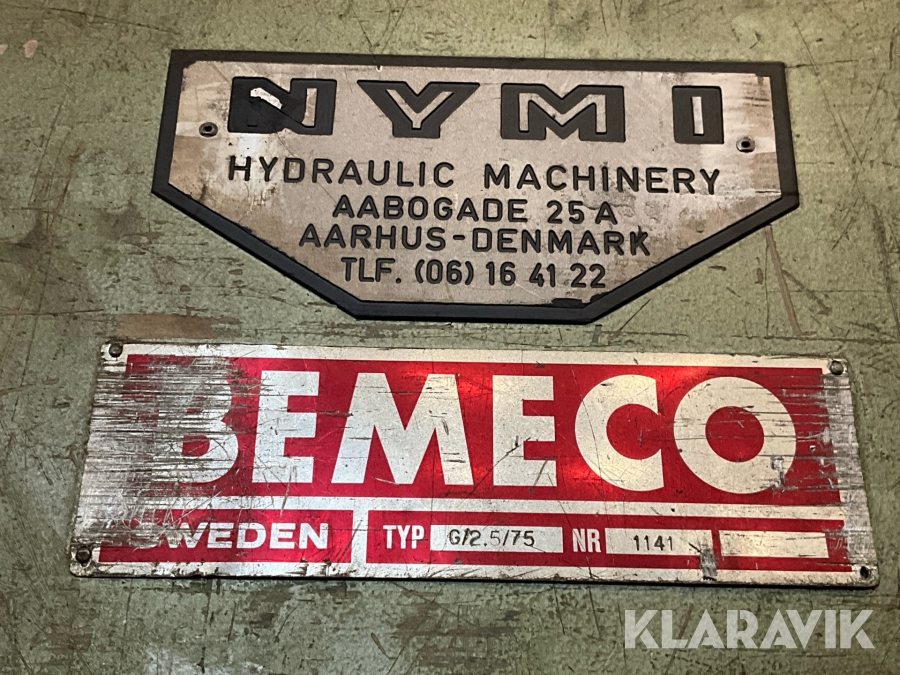 NYMI
HYDRAULIC MACHINERY
AABOGADE 25 A
AARHUS-DENMARK
TLF. (06) 16 41 22
BEMECO
SWEDEN TYP G/2.5/75 NR 1141
KLARAVIK